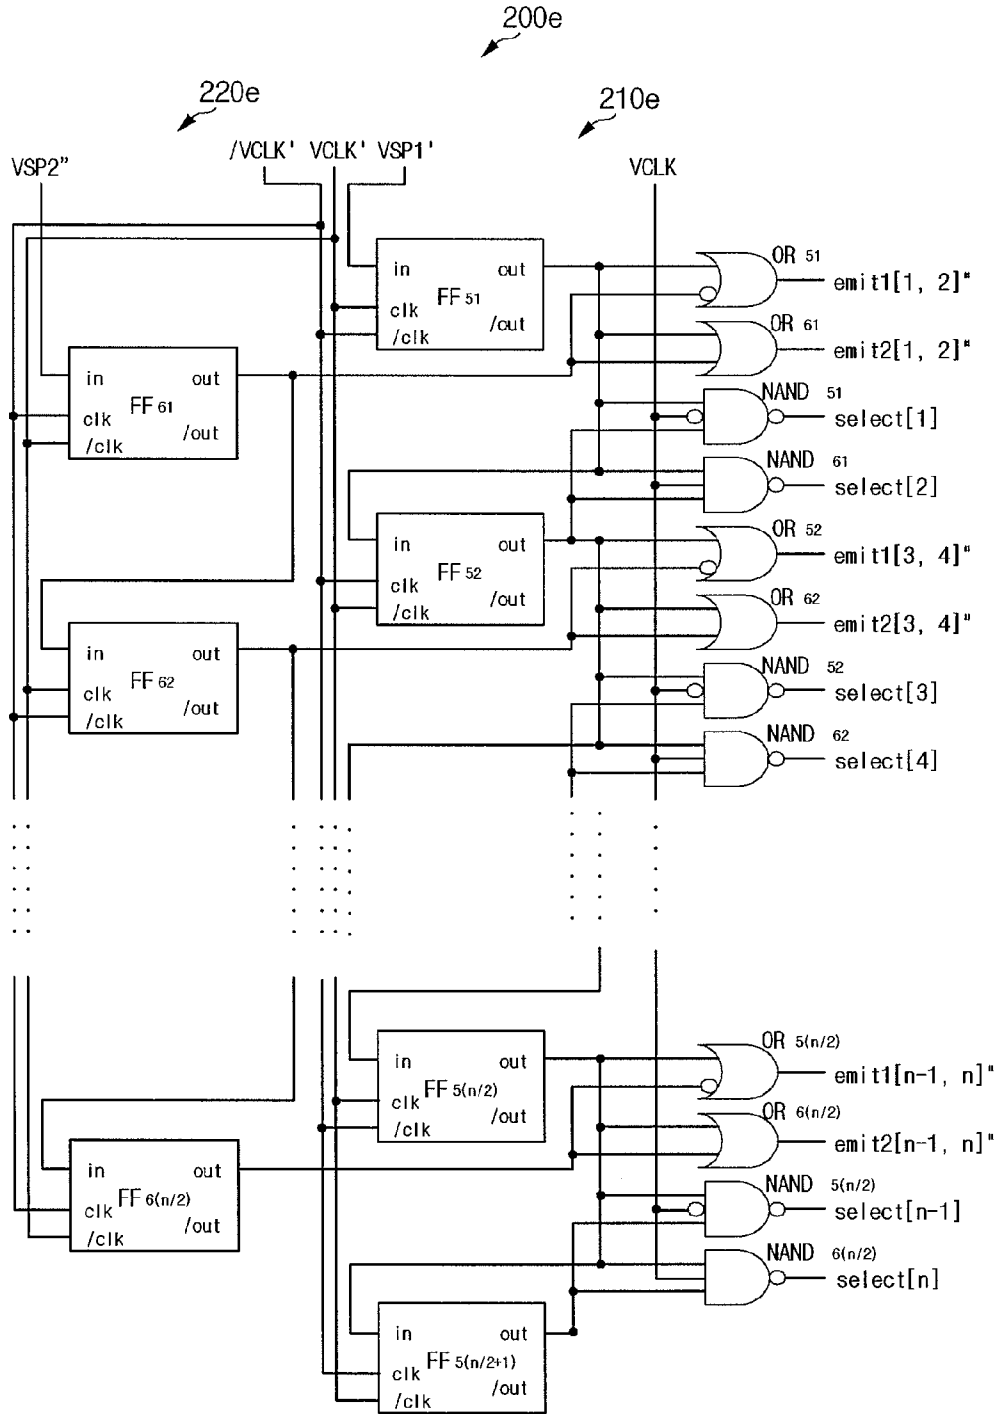 200e
220e
210e
VSP2"
/VCLK'
VCLK'
VSP1'
VCLK
in out
FF 51
clk
/clk
/out
OR 51
emit1[1, 2]"
OR 61
emit2[1, 2]"
in out
FF 61
clk
/clk
/out
NAND 51
select[1]
NAND 61
select[2]
in out
FF 52
clk
/clk
/out
OR 52
emit1[3, 4]"
OR 62
emit2[3, 4]"
in out
FF 62
clk
/clk
/out
NAND 52
select[3]
NAND 62
select[4]
in out
FF 5(n/2)
clk
/clk
/out
OR 5(n/2)
emit1[n-1, n]"
OR 6(n/2)
emit2[n-1, n]"
in out
FF 6(n/2)
clk
/clk
/out
NAND 5(n/2)
select[n-1]
NAND 6(n/2)
select[n]
in out
FF 5(n/2+1)
clk
/clk
/out